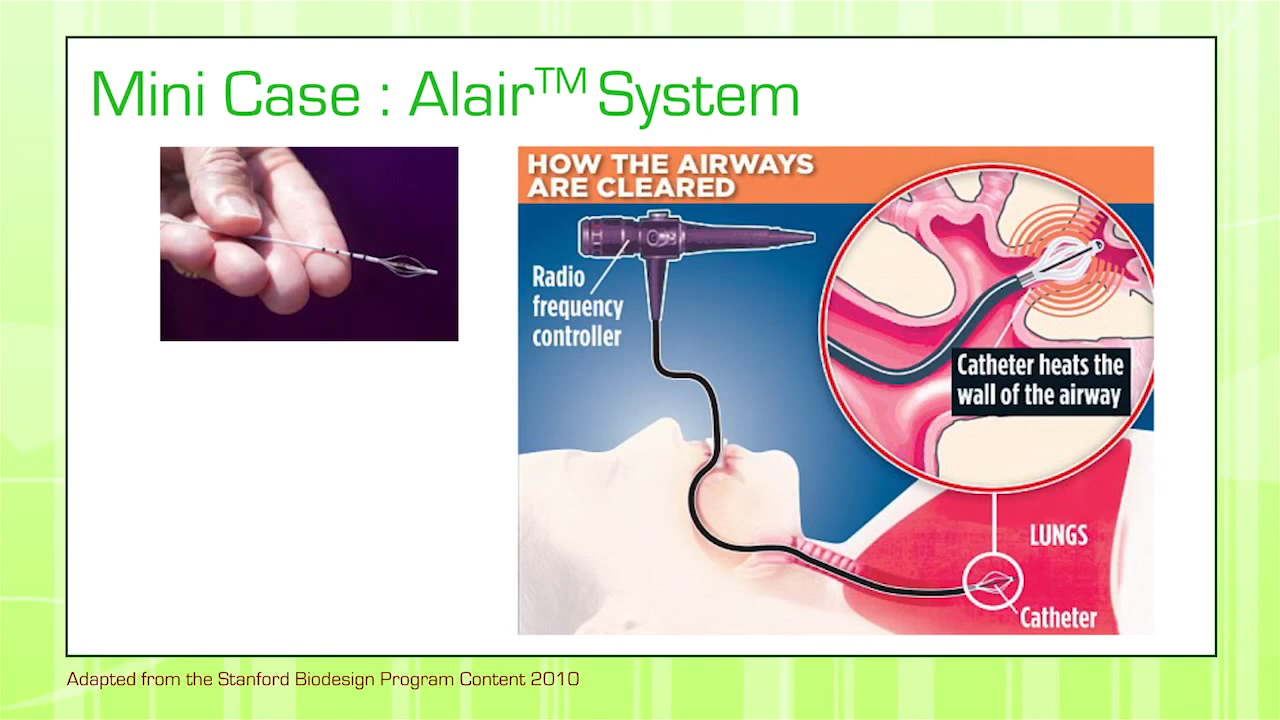 Mini Case : Alair™ System
HOW THE AIRWAYS
ARE CLEARED
Radio
frequency
controller
Catheter heats the
wall of the airway
LUNGS
Catheter
Adapted from the Stanford Biodesign Program Content 2010